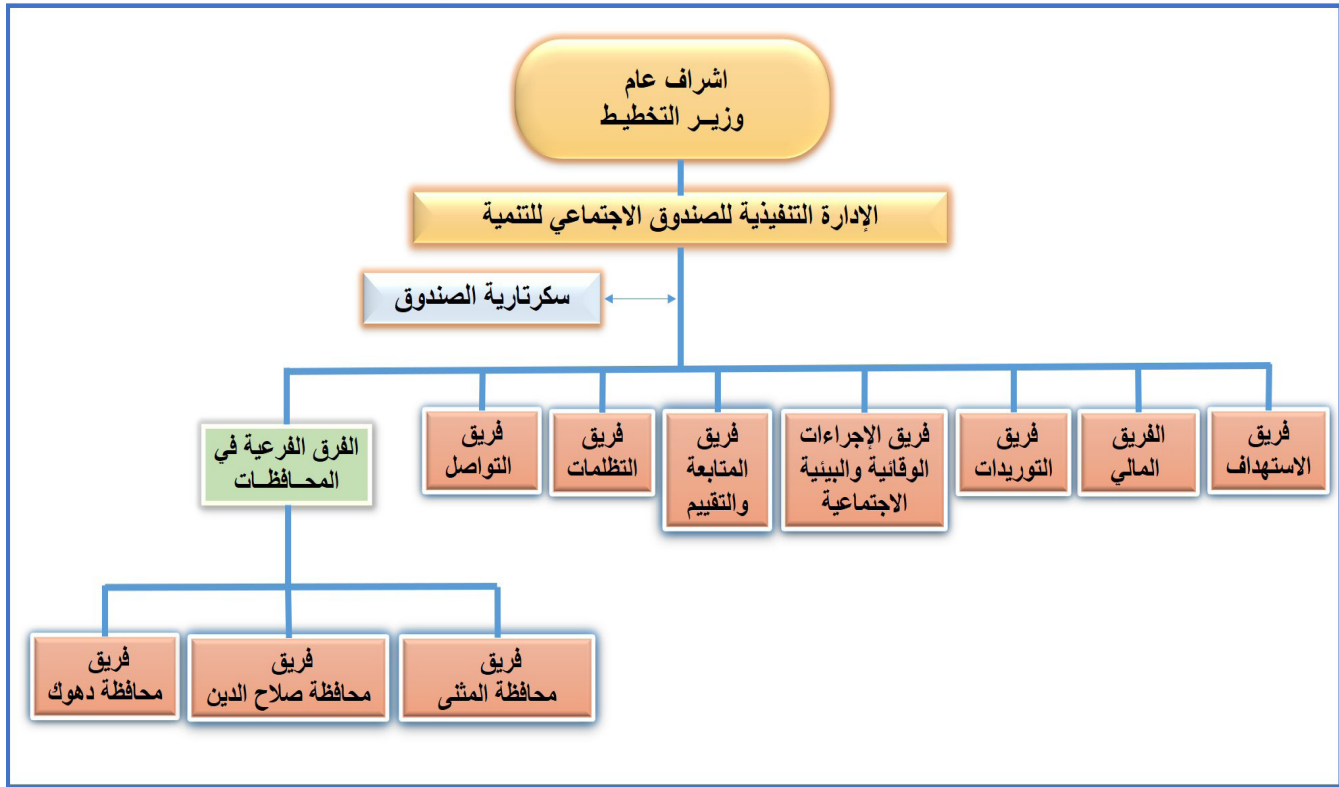 اشراف عام
وزيــر التخطيـط
الإدارة التنفيذية للصندوق الاجتماعي للتنمية
سكرتارية الصندوق
فريق
الاستهداف
الفريق
المالي
فريق
التوريدات
فريق الإجراءات
الوقائية والبيئية
الاجتماعية
فريق
المتابعة
والتقييم
فريق
التظلمات
فريق
التواصل
الفرق الفرعية في
المحــافظــات
فريق
محافظة المثنى
فريق
محافظة صلاح الدين
فريق
محافظة دهوك